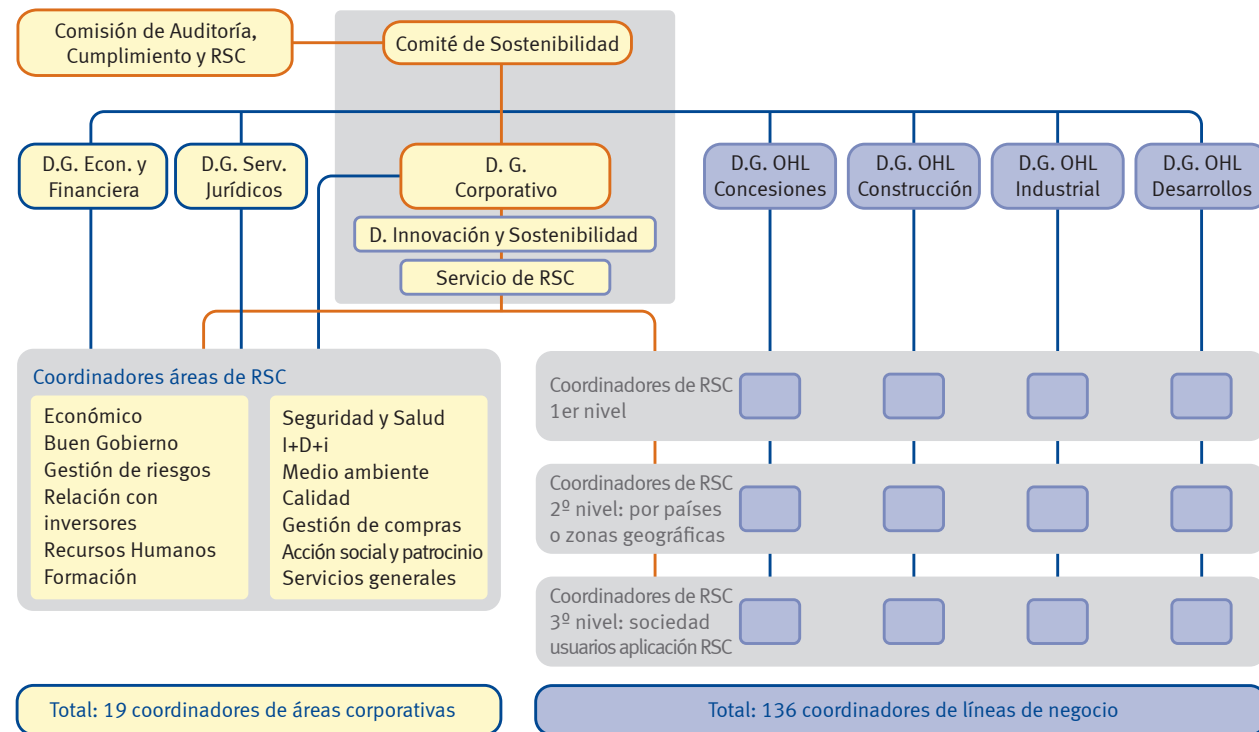 Comisión de Auditoría,
Cumplimiento y RSC
Comité de Sostenibilidad
D.G. Econ. y
Financiera
D.G. Serv.
Jurídicos
D. G.
Corporativo
D.G. OHL
Concesiones
D.G. OHL
Construcción
D.G. OHL
Industrial
D.G. OHL
Desarrollos
D. Innovación y Sostenibilidad
Servicio de RSC
Coordinadores áreas de RSC
Económico
Buen Gobierno
Gestión de riesgos
Relación con
inversores
Recursos Humanos
Formación
Seguridad y Salud
I+D+i
Medio ambiente
Calidad
Gestión de compras
Acción social y patrocinio
Servicios generales
Coordinadores de RSC
1er nivel
Coordinadores de RSC
2º nivel: por países
o zonas geográficas
Coordinadores de RSC
3º nivel: sociedad
usuarios aplicación RSC
Total: 19 coordinadores de áreas corporativas
Total: 136 coordinadores de líneas de negocio